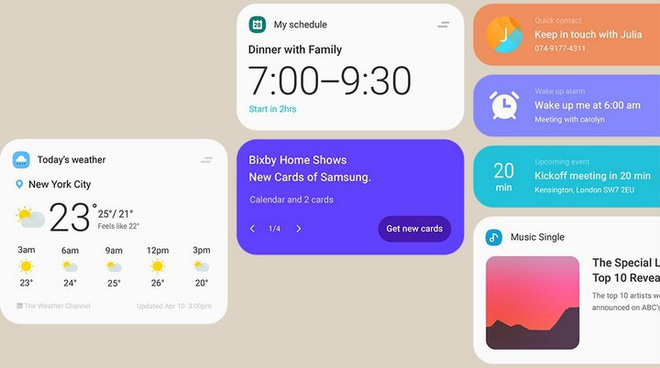 Today's weather
New York City
23° 25°/ 21°
Feels like 22°
3am 6am 9am 12pm 3pm
23° 24° 25° 26° 20°
The Weather Channel Updated Apr 10 3:00pm
My schedule
Dinner with Family
7:00–9:30
Start in 2hrs
Bixby Home Shows
New Cards of Samsung.
Calendar and 2 cards
1/4 Get new cards
Quick contact
J Keep in touch with Julia
074-9177-4311
Wake up alarm
Wake up me at 6:00 am
Meeting with carolyn
Upcoming event
20 min Kickoff meeting in 20 min
Kensington, London SW7 2EU
Music Single
The Special
Top 10
The top 10 artists
announced on ABC's